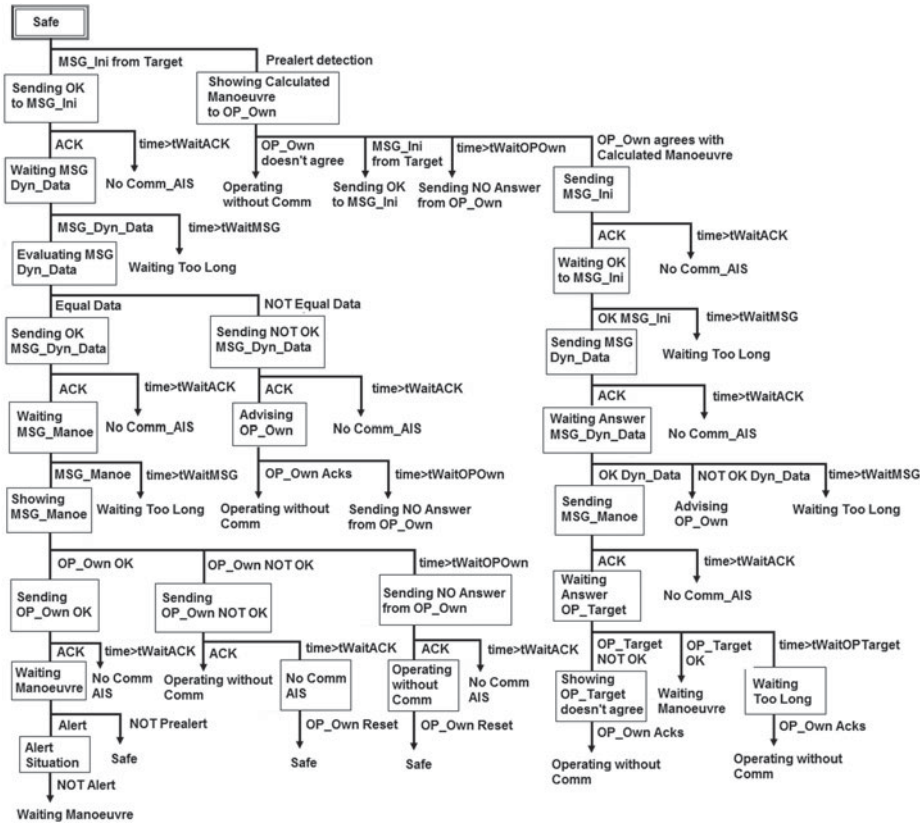 Safe
MSG_Ini from Target
Prealert detection
Sending OK
to MSG_Ini
Showing Calculated
Manoeuvre
to OP_Own
ACK
time>tWaitACK
OP_Own
doesn't agree
MSG_Ini
from Target
time>tWaitOPOwn
OP_Own agrees with
Calculated Manoeuvre
Waiting MSG
Dyn_Data
No Comm_AIS
Operating
without Comm
Sending OK
to MSG_Ini
Sending NO Answer
from OP_Own
Sending
MSG_Ini
MSG_Dyn_Data
time>tWaitMSG
ACK
time>tWaitACK
Evaluating MSG
Dyn_Data
Waiting Too Long
Waiting OK
to MSG_Ini
No Comm_AIS
Equal Data
NOT Equal Data
OK MSG_Ini
time>tWaitMSG
Sending OK
MSG_Dyn_Data
Sending NOT OK
MSG_Dyn_Data
Sending MSG
Dyn_Data
Waiting Too Long
ACK
time>tWaitACK
ACK
time>tWaitACK
ACK
time>tWaitACK
Waiting
MSG_Manoe
No Comm_AIS
Advising
OP_Own
No Comm_AIS
Waiting Answer
MSG_Dyn_Data
No Comm_AIS
MSG_Manoe
time>tWaitMSG
OP_Own Acks
time>tWaitOPOwn
OK Dyn_Data
NOT OK Dyn_Data
time>tWaitMSG
Showing
MSG_Manoe
Waiting Too Long
Operating without
Comm
Sending NO Answer
from OP_Own
Sending
MSG_Manoe
Advising
OP_Own
Waiting Too Long
OP_Own OK
OP_Own NOT OK
time>tWaitOPOwn
ACK
time>tWaitACK
Sending
OP_Own OK
Sending
OP_Own NOT OK
Sending NO Answer
from OP_Own
Waiting
Answer
OP_Target
No Comm_AIS
ACK
time>tWaitACK
ACK
time>tWaitACK
ACK
time>tWaitACK
OP_Target
NOT OK
OP_Target
OK
time>tWaitOPTarget
Waiting
Manoeuvre
No Comm
AIS
Operating without
Comm
No Comm
AIS
Operating
without
Comm
No Comm
AIS
Showing
OP_Target
doesn't agree
Waiting
Manoeuvre
Waiting
Too Long
Alert
NOT Prealert
OP_Own Reset
OP_Own Reset
OP_Own Acks
OP_Own Acks
Alert
Situation
Safe
Safe
Safe
Operating without
Comm
Operating without
Comm
NOT Alert
Waiting Manoeuvre